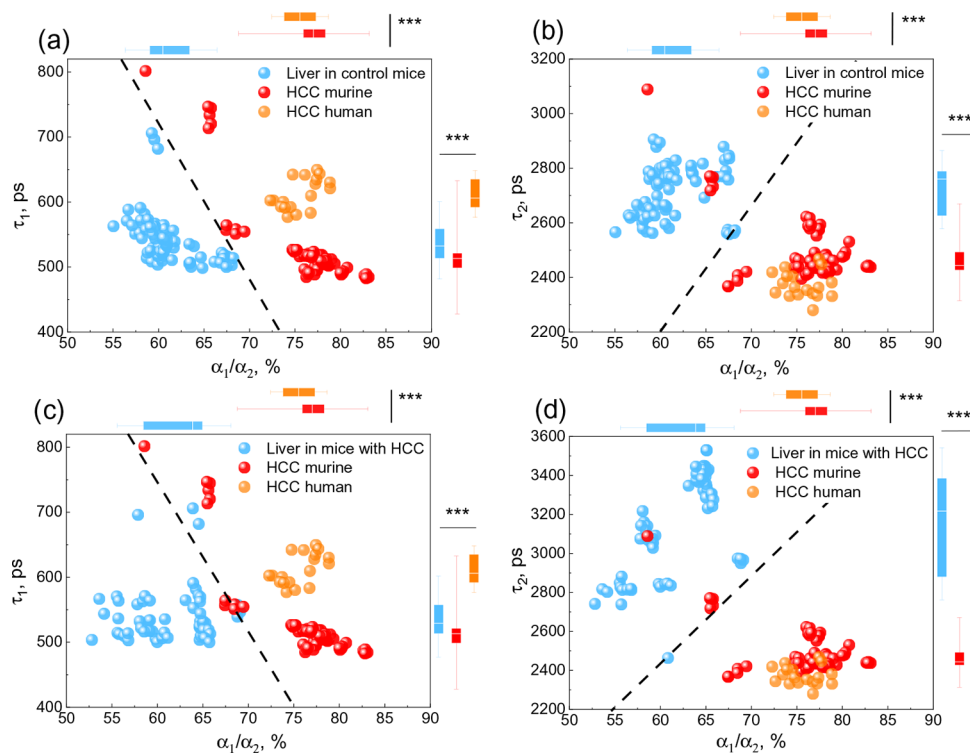 ***
***
(a)
(b)
800
700
600
500
400
τ1, ps
Liver in control mice
HCC murine
HCC human
***
50 55 60 65 70 75 80 85 90
α1/α2, %
3200
3000
2800
2600
2400
2200
τ2, ps
Liver in control mice
HCC murine
HCC human
***
50 55 60 65 70 75 80 85 90
α1/α2, %
***
***
***
(c)
(d)
800
700
600
500
400
τ1, ps
Liver in mice with HCC
HCC murine
HCC human
***
50 55 60 65 70 75 80 85 90
α1/α2, %
3600
3400
3200
3000
2800
2600
2400
2200
τ2, ps
Liver in mice with HCC
HCC murine
HCC human
50 55 60 65 70 75 80 85 90
α1/α2, %